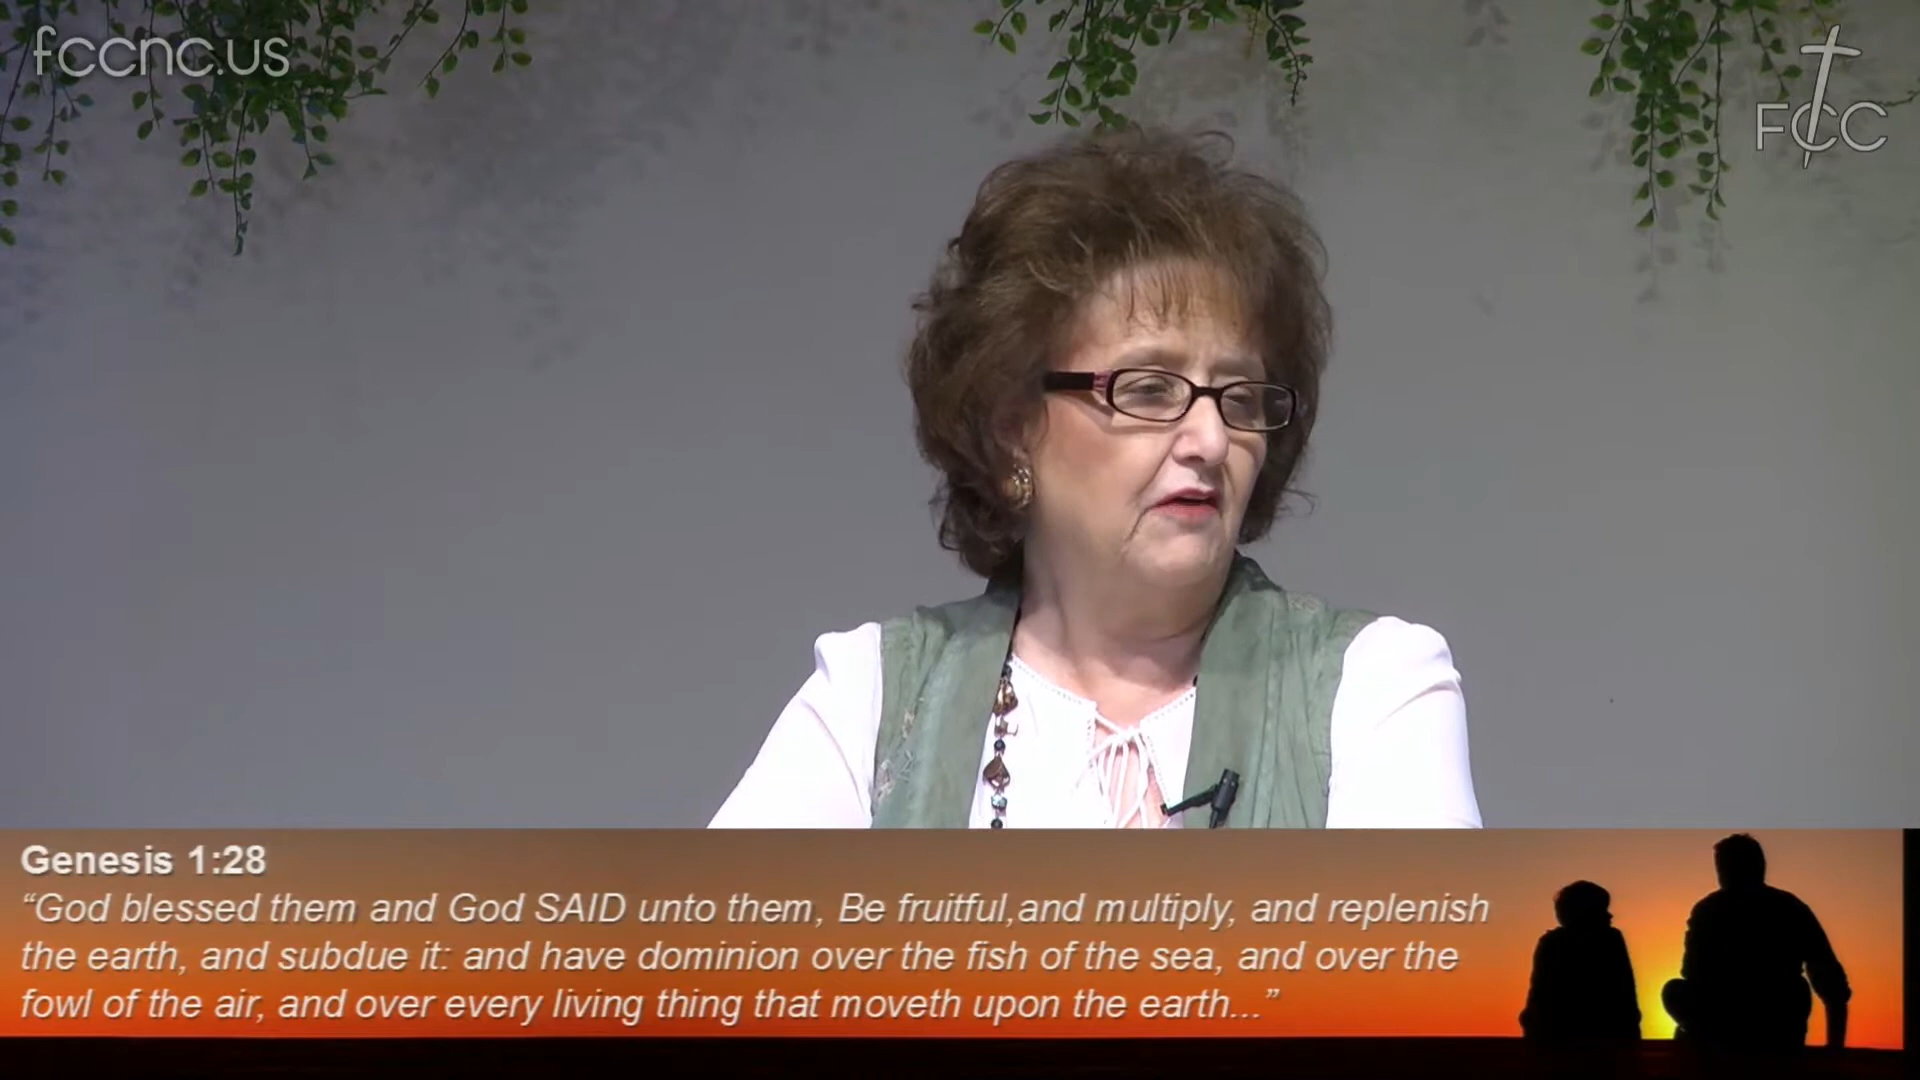 fccnc.us
FCC
Genesis 1:28
“God blessed them and God SAID unto them, Be fruitful,and multiply, and replenish
the earth, and subdue it: and have dominion over the fish of the sea, and over the
fowl of the air, and over every living thing that moveth upon the earth...”